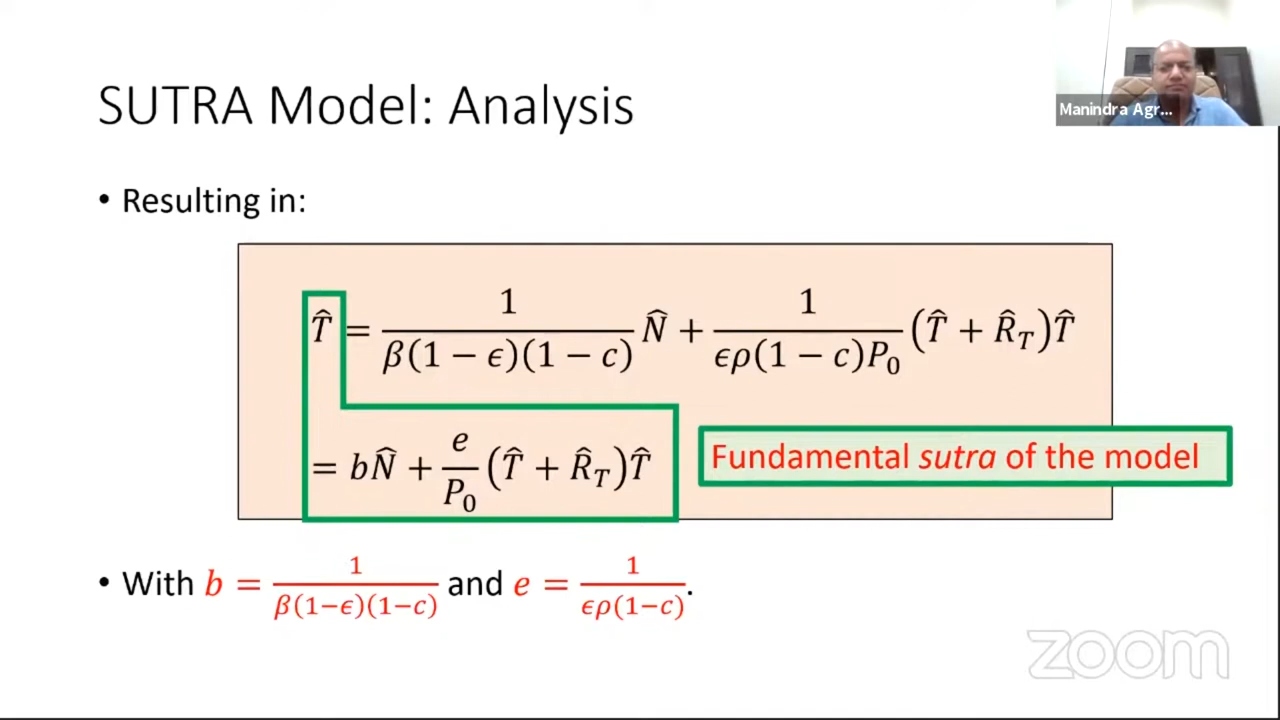 SUTRA Model: Analysis
Manindra Agr...
• Resulting in:
T̂ = 1/(β(1 − ϵ)(1 − c)) N̂ + 1/(ϵρ(1 − c)P₀) (T̂ + R̂_T)T̂
= bN̂ + e/P₀ (T̂ + R̂_T)T̂
Fundamental sutra of the model
• With b = 1/(β(1−ϵ)(1−c)) and e = 1/(ϵρ(1−c)).
zoom